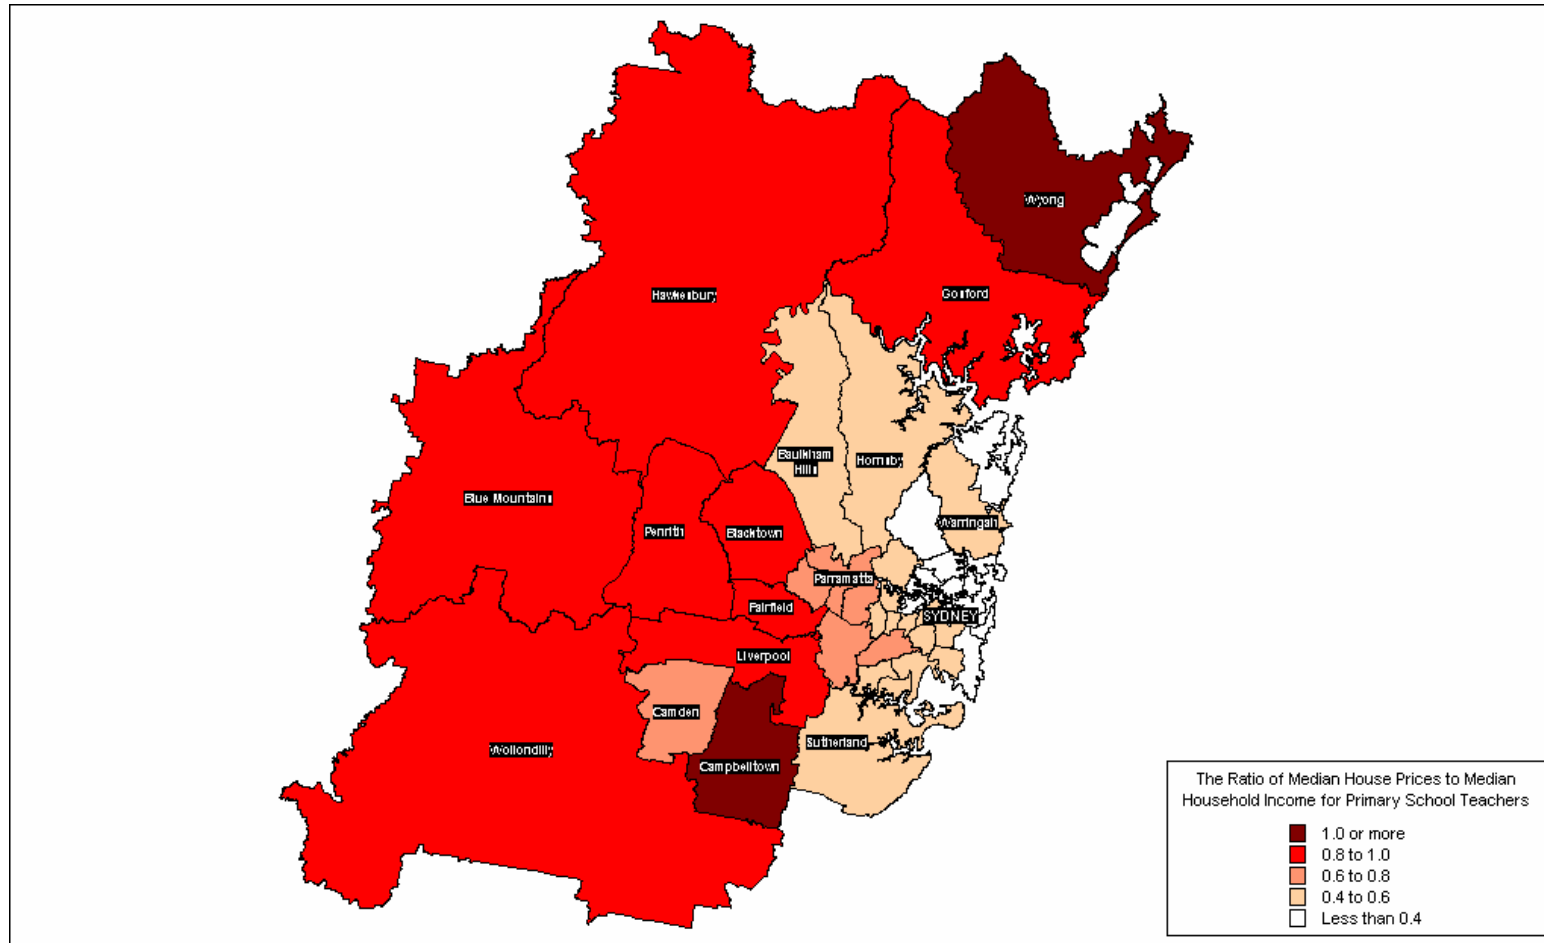 Wyong
Hawkesbury
Gosford
Baulkham
Hills
Hornsby
Blue Mountains
Warringah
Penrith
Blacktown
Parramatta
Fairfield
SYDNEY
Liverpool
Camden
Sutherland
Wollondilly
Campbelltown
The Ratio of Median House Prices to Median
Household Income for Primary School Teachers
1.0 or more
0.8 to 1.0
0.6 to 0.8
0.4 to 0.6
Less than 0.4